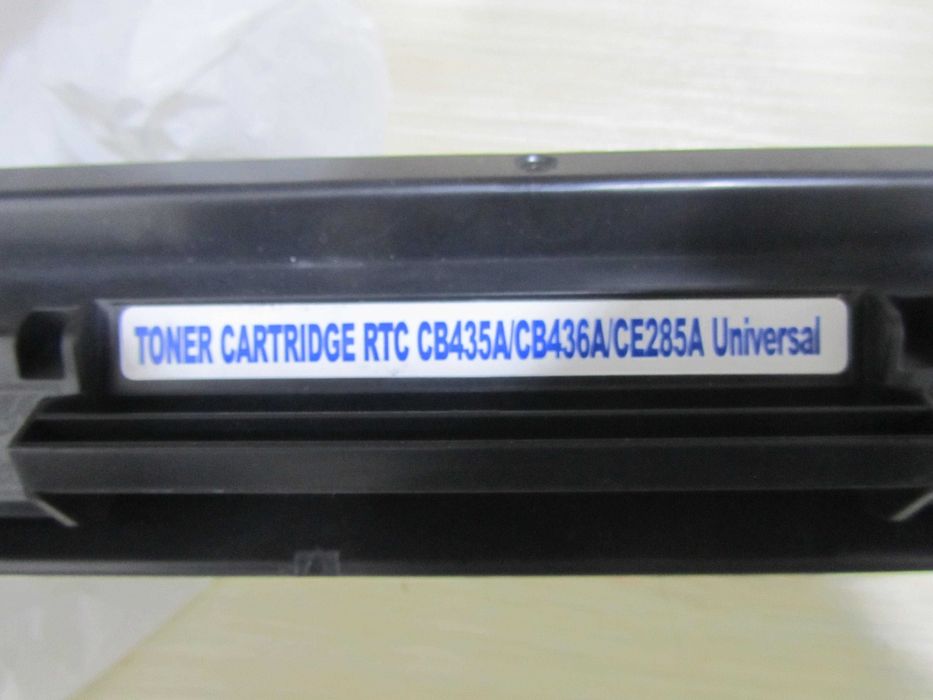 TONER CARTRIDGE RTC CB435A/CB436A/CE285A Universal